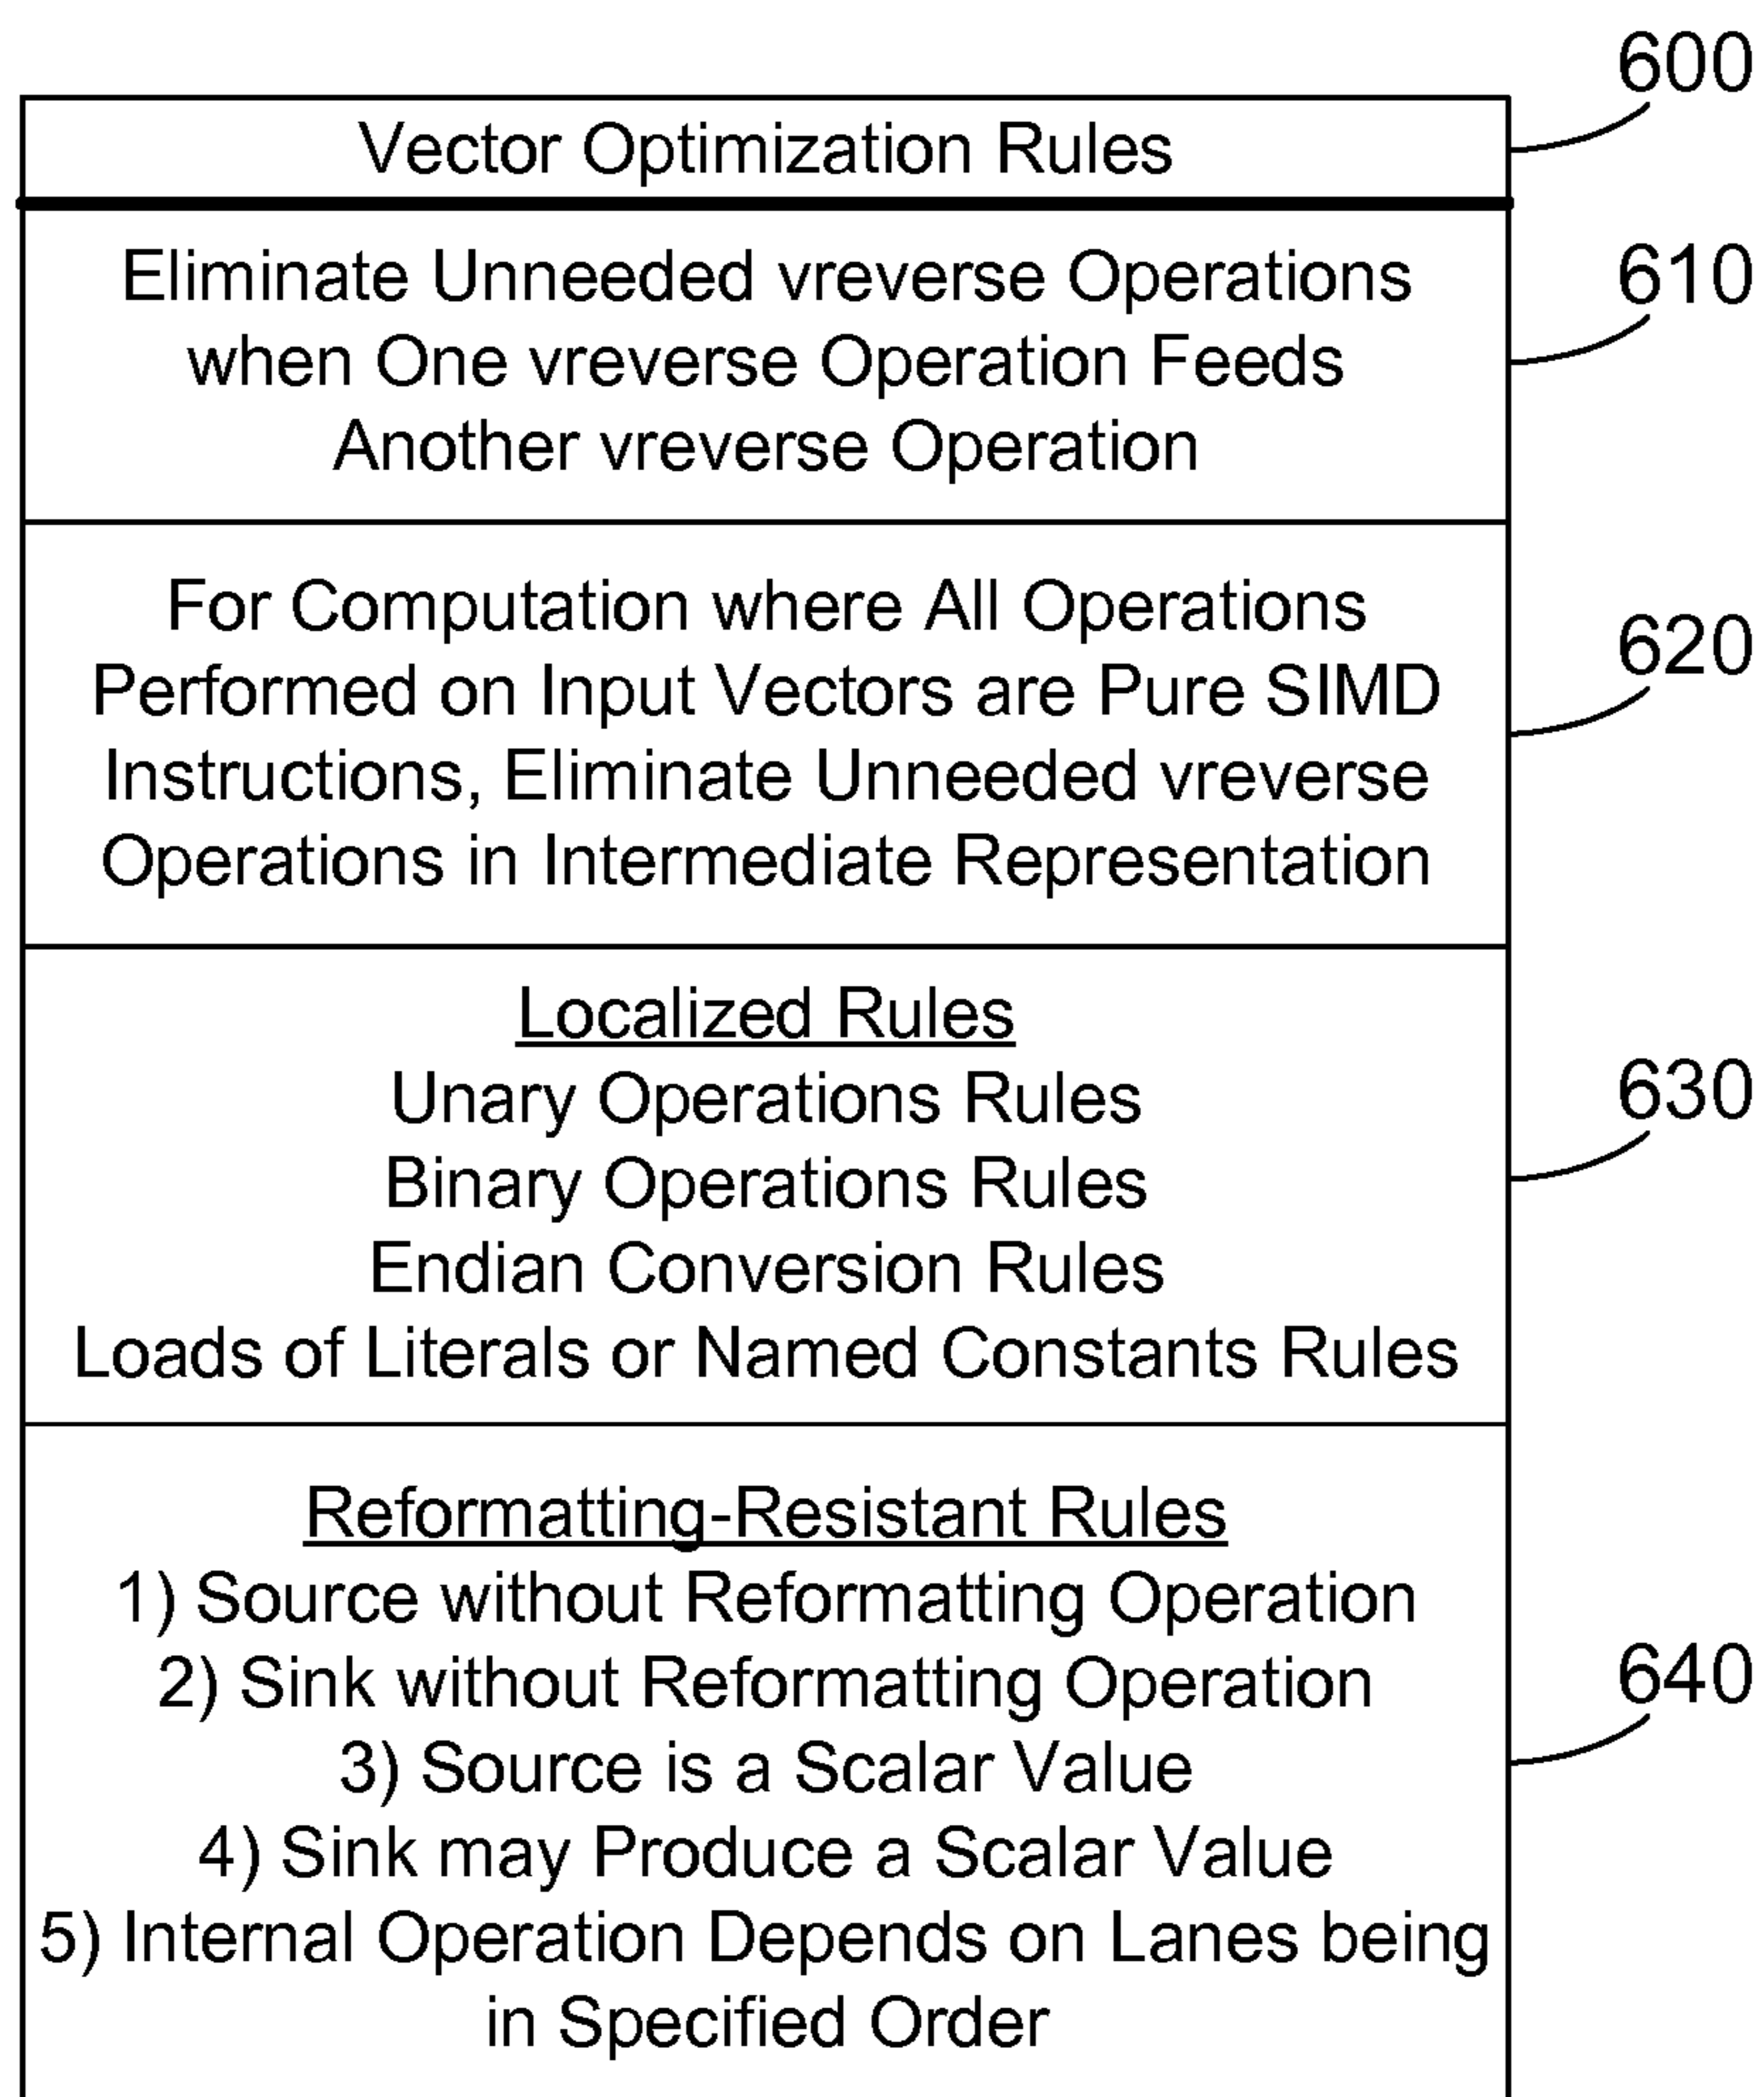 600
Vector Optimization Rules
Eliminate Unneeded vreverse Operations
when One vreverse Operation Feeds
Another vreverse Operation
610
For Computation where All Operations
Performed on Input Vectors are Pure SIMD
Instructions, Eliminate Unneeded vreverse
Operations in Intermediate Representation
620
Localized Rules
Unary Operations Rules
Binary Operations Rules
Endian Conversion Rules
Loads of Literals or Named Constants Rules
630
Reformatting-Resistant Rules
1) Source without Reformatting Operation
2) Sink without Reformatting Operation
3) Source is a Scalar Value
4) Sink may Produce a Scalar Value
5) Internal Operation Depends on Lanes being
in Specified Order
640